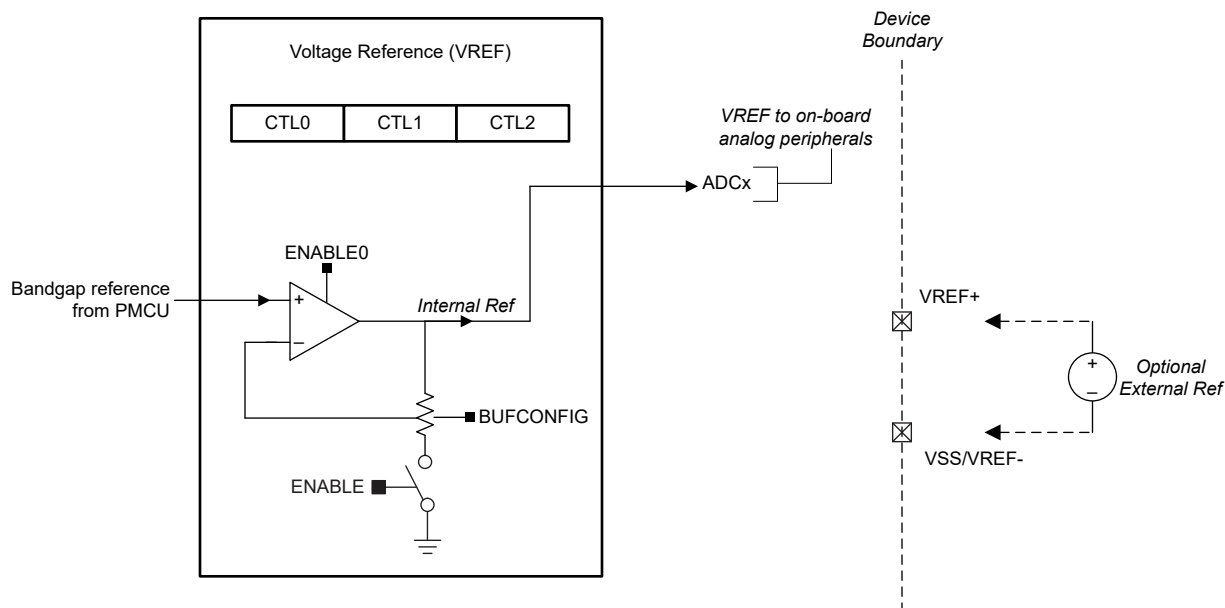 Device
Boundary
Voltage Reference (VREF)
CTL0
CTL1
CTL2
VREF to on-board
analog peripherals
ADCx
ENABLE0
Bandgap reference
from PMCU
+
–
Internal Ref
BUFCONFIG
ENABLE
VREF+
+
–
Optional
External Ref
VSS/VREF-